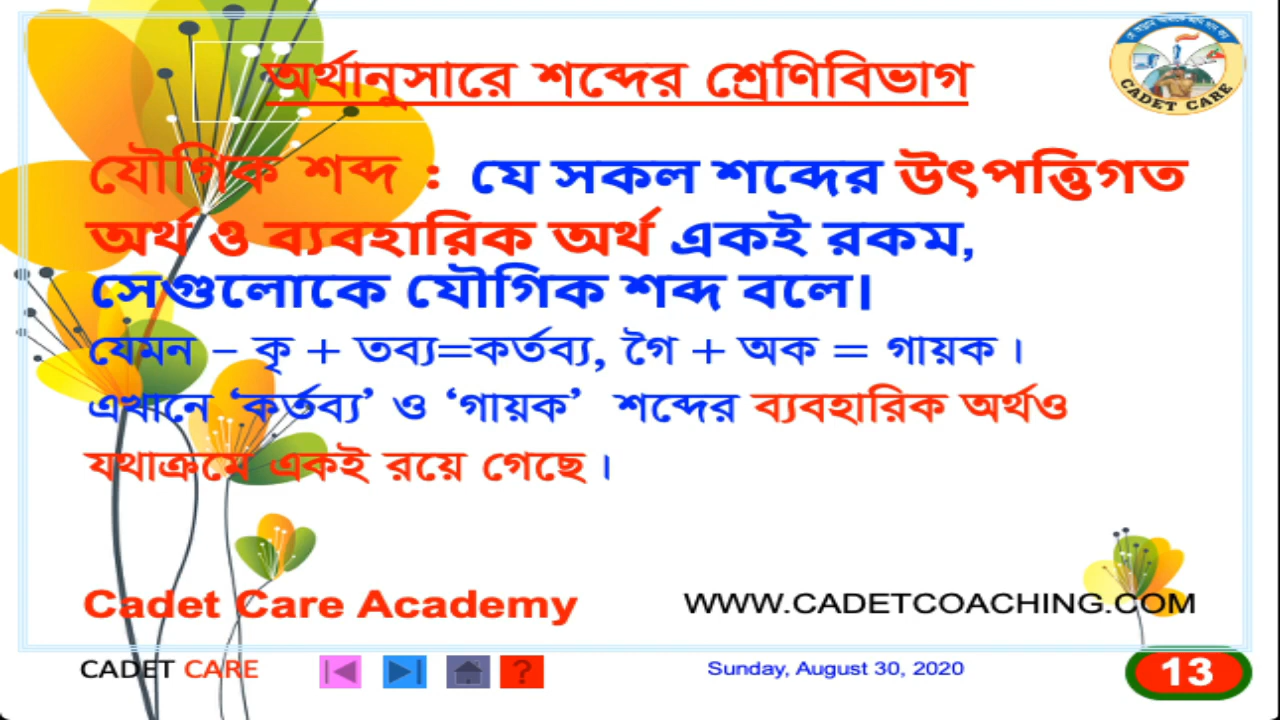 অর্থানুসারে শব্দের শ্রেণিবিভাগ
CADET CARE
যৌগিক শব্দ : যে সকল শব্দের উৎপত্তিগত
অর্থ ও ব্যবহারিক অর্থ একই রকম,
সেগুলোকে যৌগিক শব্দ বলে।
যেমন – কৃ + তব্য=কর্তব্য, গৈ + অক = গায়ক।
এখানে ‘কর্তব্য’ ও ‘গায়ক’ শব্দের ব্যবহারিক অর্থও
যথাক্রমে একই রয়ে গেছে।
Cadet Care Academy
WWW.CADETCOACHING.COM
CADET CARE
?
Sunday, August 30, 2020
13